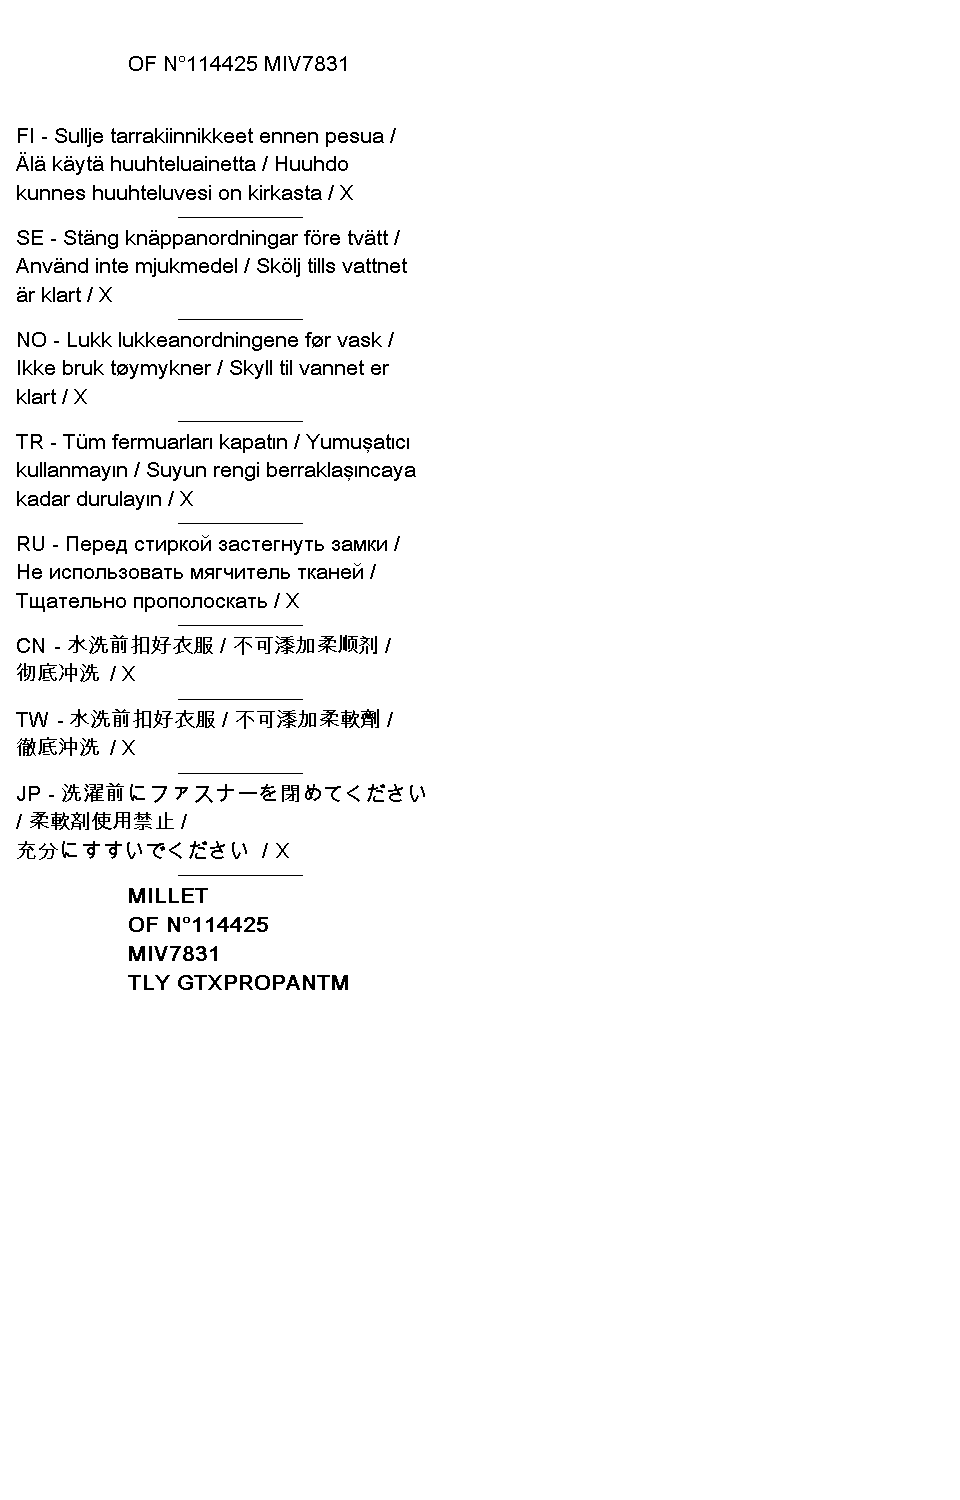 OF N°114425 MIV7831
FI - Sullje tarrakiinnikkeet ennen pesua /
Älä käytä huuhteluainetta / Huuhdo
kunnes huuhteluvesi on kirkasta / X
SE - Stäng knäppanordningar före tvätt /
Använd inte mjukmedel / Skölj tills vattnet
är klart / X
NO - Lukk lukkeanordningene før vask /
Ikke bruk tøymykner / Skyll til vannet er
klart / X
TR - Tüm fermuarları kapatın / Yumuşatıcı
kullanmayın / Suyun rengi berraklaşıncaya
kadar durulayın / X
RU - Перед стиркой застегнуть замки /
Не использовать мягчитель тканей /
Тщательно прополоскать / X
CN - 水洗前扣好衣服 / 不可添加柔顺剂 /
彻底冲洗 / X
TW - 水洗前扣好衣服 / 不可添加柔軟劑 /
徹底沖洗 / X
JP - 洗濯前にファスナーを閉めてください
/ 柔軟剤使用禁止 /
充分にすすいでください / X
MILLET
OF N°114425
MIV7831
TLY GTXPROPANTM